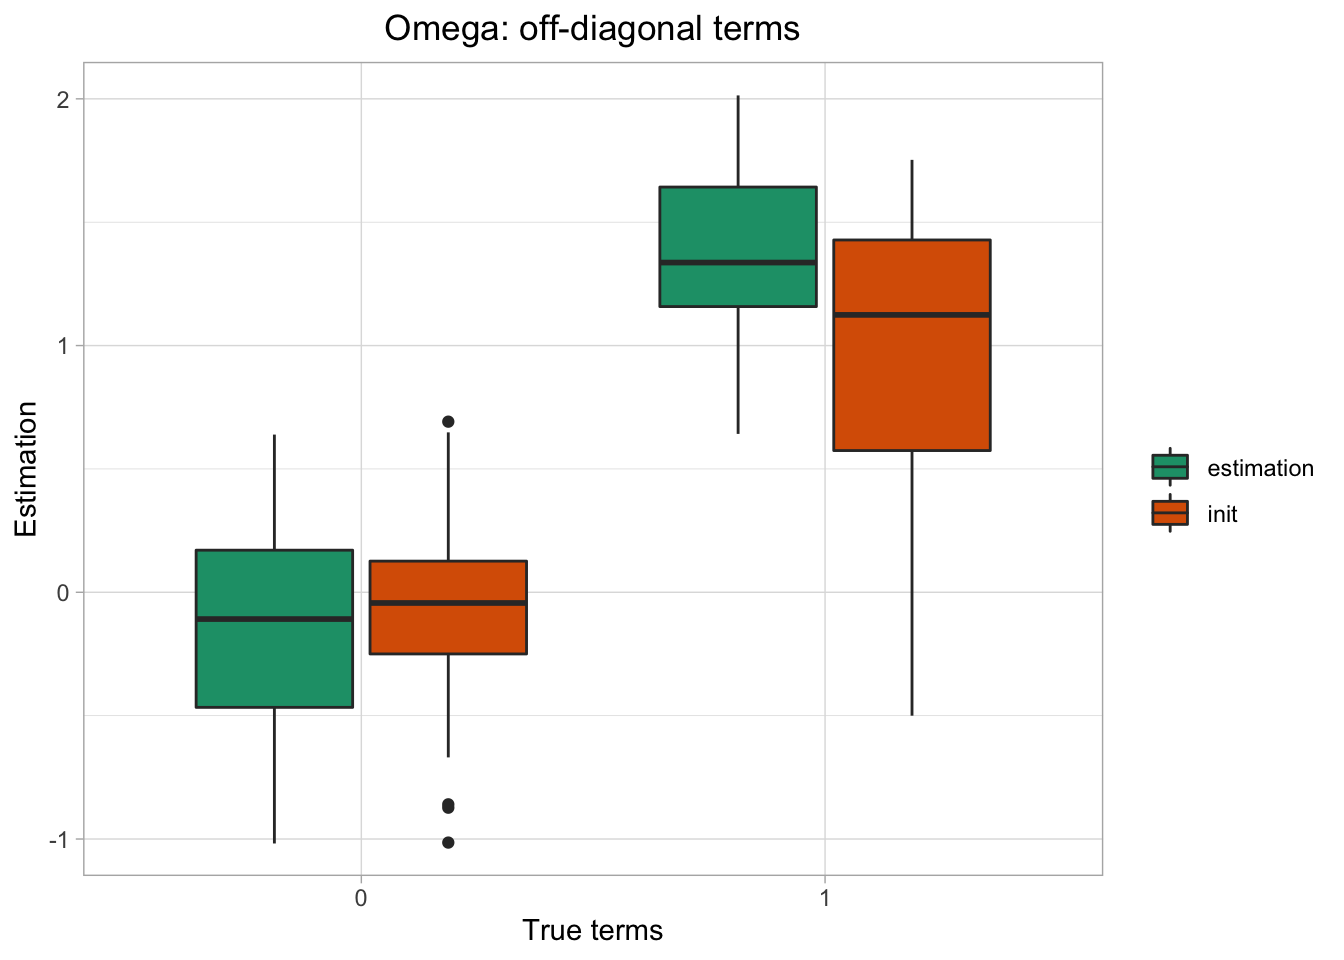 Omega: off-diagonal terms
2
1
0
-1
Estimation
0
1
True terms
estimation
init